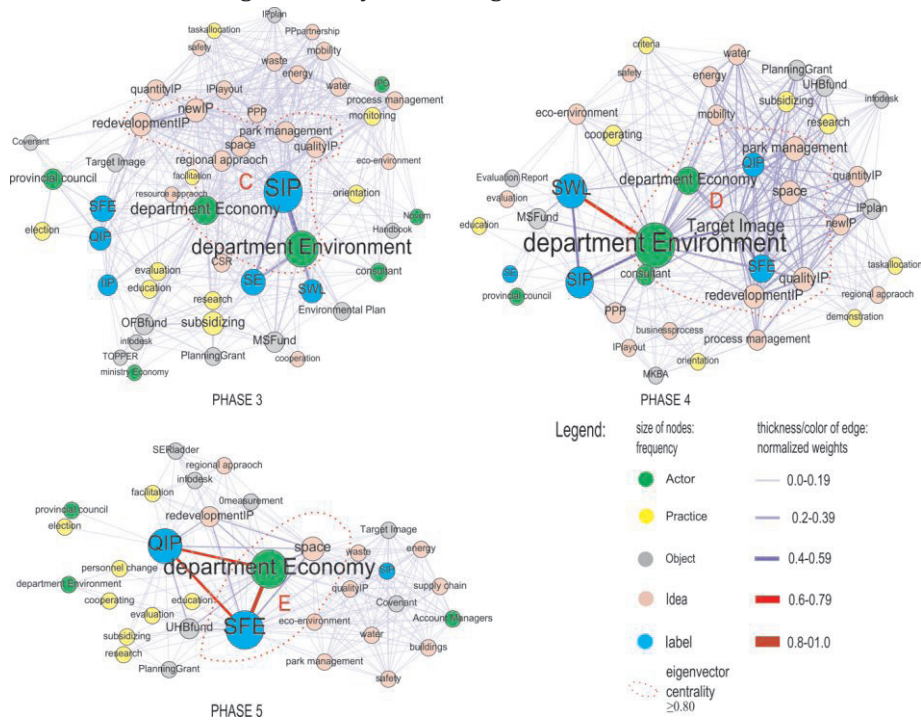 IPplan
taskallocation
PPpartnership
safety
waste
mobility
energy
quantityIP
IPlayout
water
process management
newIP
PPP
monitoring
redevelopmentIP
park management
Covenant
space
qualityIP
Target Image
regional appraoch
eco-environment
provincial council
facilitation
C
SIP
resource appraoch
orientation
SFE
department Economy
Novem
election
QIP
Handbook
department Environment
CSR
evaluation
consultant
IIP
education
SE
SWL
research
Environmental Plan
OFBfund
subsidizing
infodesk
MSFund
TOPPER
PlanningGrant
cooperation
ministry Economy
PHASE 3
criteria
water
PlanningGrant
safety
energy
UHBfund
infodesk
subsidizing
eco-environment
mobility
research
cooperating
park management
QIP
Evaluation Report
department Economy
quantityIP
SWL
space
evaluation
D
IPplan
education
MSFund
Target Image
newIP
department Environment
SIP
consultant
SFE
qualityIP
taskallocation
provincial council
redevelopmentIP
regional appraoch
PPP
businessprocess
demonstration
IPlayout
process management
orientation
MKBA
PHASE 4
SERladder
regional appraoch
infodesk
facilitation
0measurement
provincial council
redevelopmentIP
election
Target Image
QIP
space
waste
energy
personnel change
department Economy
SIP
department Environment
qualityIP
supply chain
cooperating
education
E
Covenant
evaluation
SFE
eco-environment
Account Managers
UHBfund
subsidizing
water
research
buildings
PlanningGrant
park management
safety
PHASE 5
Legend:
size of nodes: frequency
thickness/color of edge: normalized weights
Actor
0.0-0.19
Practice
0.2-0.39
Object
0.4-0.59
Idea
0.6-0.79
label
0.8-01.0
eigenvector
centrality
≥0.80